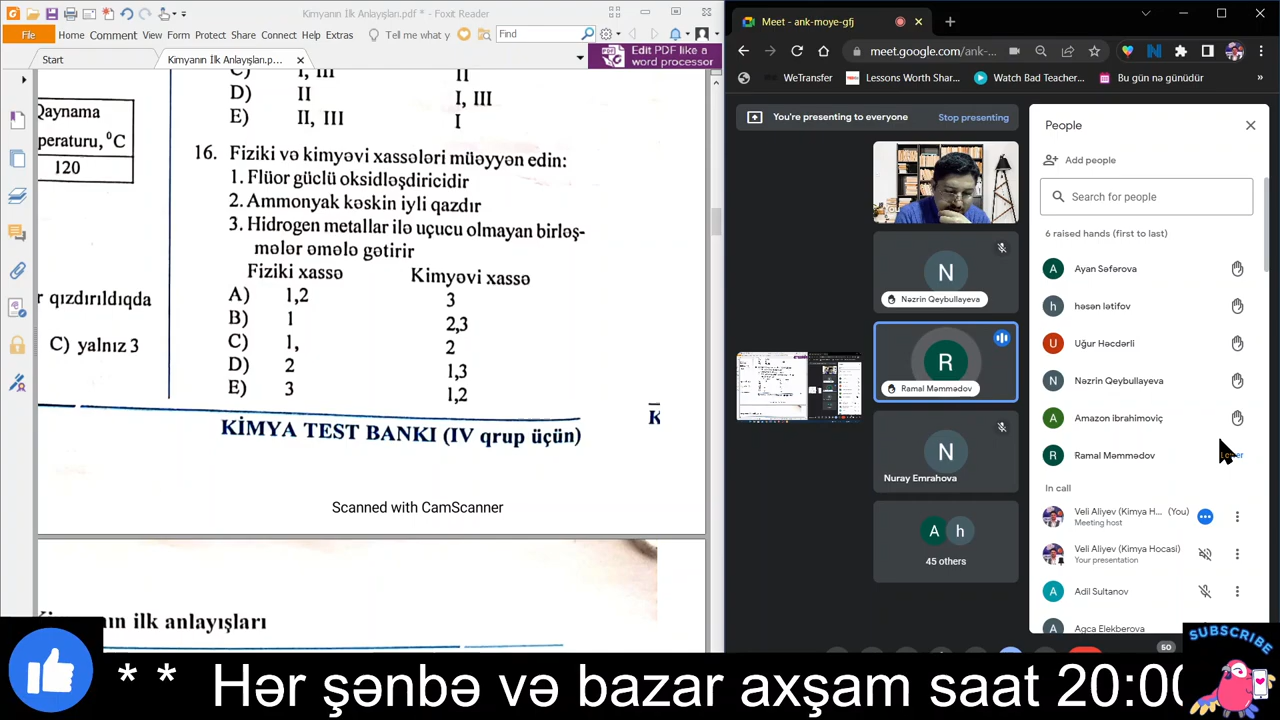 Kimyanın İlk Anlayışları.pdf * - Foxit Reader
File Home Comment View Form Protect Share Connect Help Extras Tell me what y... Find
Start
Kimyanın İlk Anlayışları.p...
Edit PDF like a
word processor
Qaynama
peraturu, ⁰C
120
r qızdırıldıqda
C) yalnız 3
C) I, III II
D) II I, III
E) II, III I
16. Fiziki və kimyəvi xassələri müəyyən edin:
1. Flüor güclü oksidləşdiricidir
2. Ammonyak kəskin iyli qazdır
3. Hidrogen metallar ilə uçucu olmayan birləş-
mələr əmələ gətirir
Fiziki xassə Kimyəvi xassə
A) 1,2 3
B) 1 2,3
C) 1, 2
D) 2 1,3
E) 3 1,2
KİMYA TEST BANKI (IV qrup üçün)
K
Scanned with CamScanner
ın ilk anlayışları
Meet - ank-moye-gfj
meet.google.com/ank-...
WeTransfer
Lessons Worth Shar...
Watch Bad Teacher...
Bu gün nə günüdür
You're presenting to everyone
Stop presenting
N
Nəzrin Qeybullayeva
R
Ramal Məmmədov
N
Nuray Emrahova
A h
45 others
People
Add people
Search for people
6 raised hands (first to last)
A Ayan Səfərova
h həsən lətifov
U Uğur Həcdərli
N Nəzrin Qeybullayeva
A Amazon ibrahimoviç
R Ramal Məmmədov
In call
Veli Aliyev (Kimya H... (You)
Meeting host
Veli Aliyev (Kimya Hocasi)
Your presentation
A Adil Sultanov
A Agca Elekberova
50
SUBSCRIBE
* * Hər şənbə və bazar axşam saat 20:00